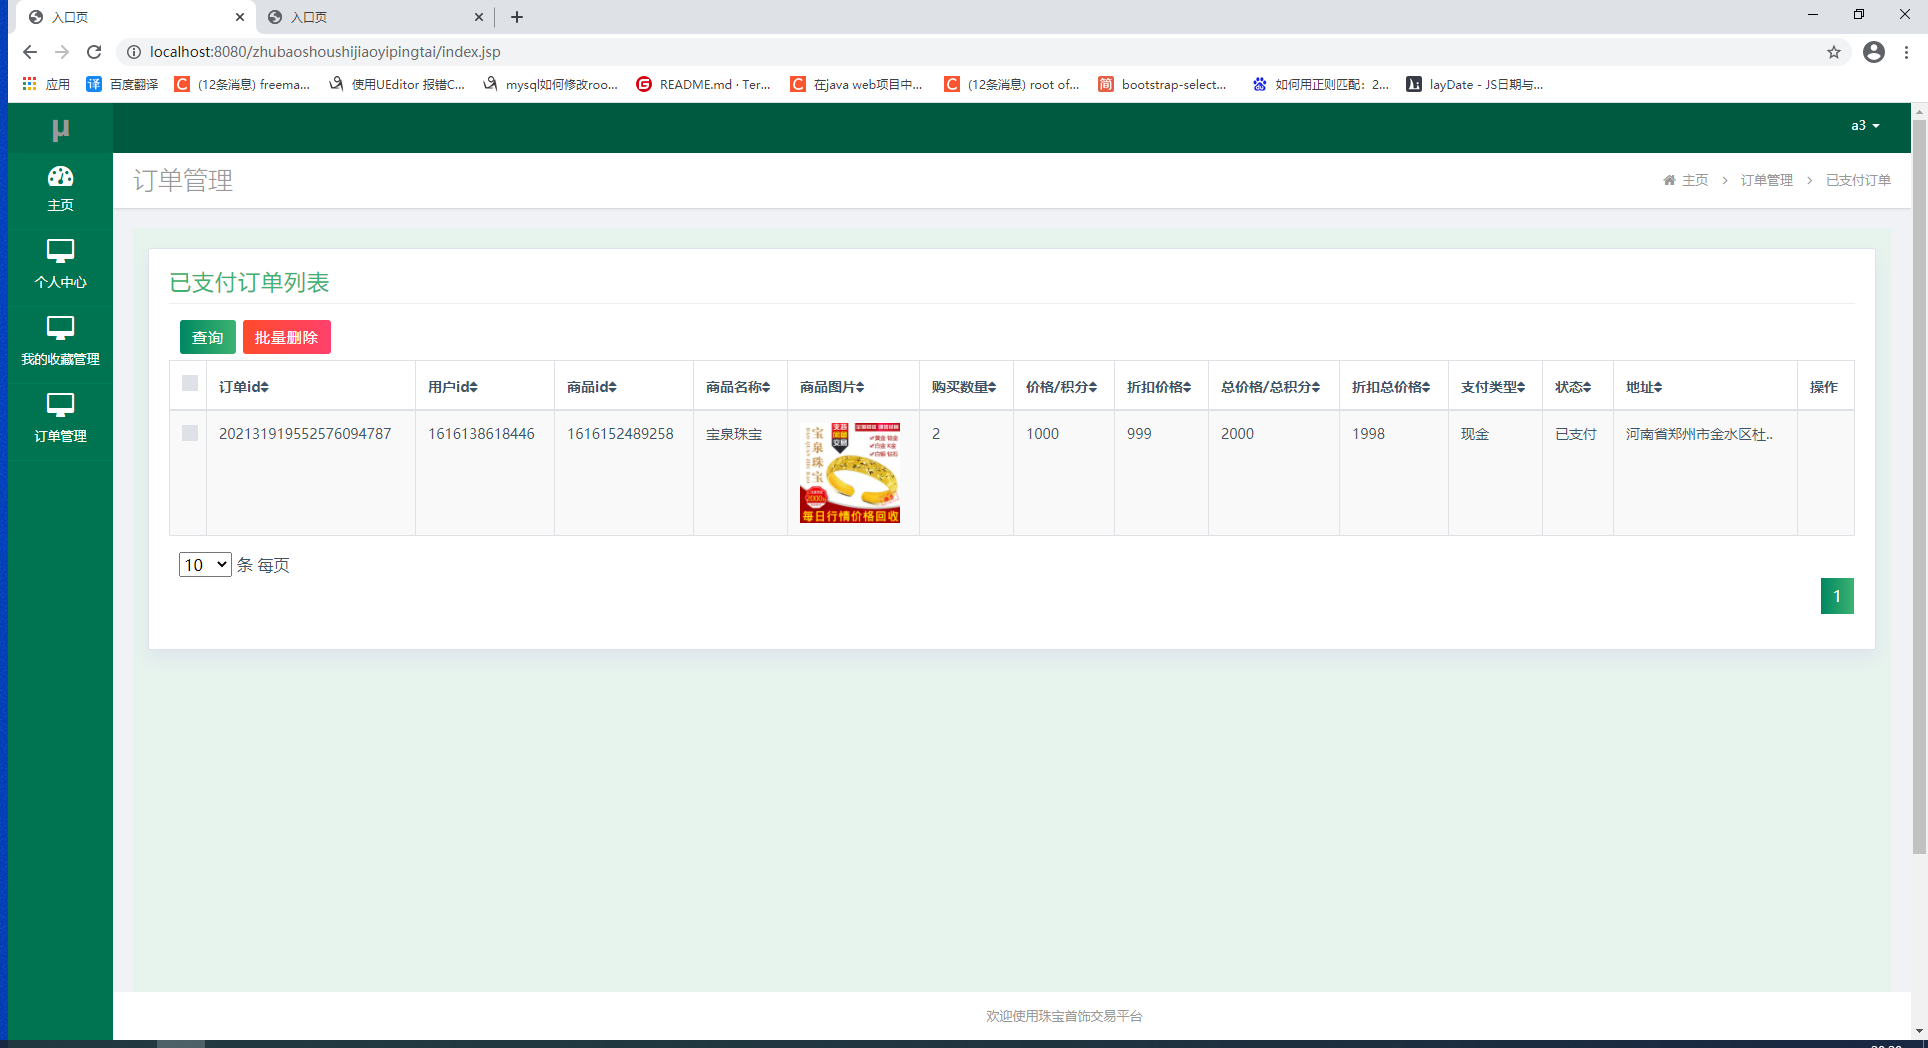 入口页
入口页
localhost:8080/zhubaoshoushijiaoyipingtai/index.jsp
应用
百度翻译
(12条消息) freema...
使用UEditor 报错C...
mysql如何修改roo...
README.md · Ter...
在java web项目中...
(12条消息) root of...
bootstrap-select...
如何用正则匹配：2...
layDate - JS日期与...
μ
a3
主页
个人中心
我的收藏管理
订单管理
订单管理
主页 > 订单管理 > 已支付订单
已支付订单列表
查询 批量删除
订单id 用户id 商品id 商品名称 商品图片 购买数量 价格/积分 折扣价格 总价格/总积分 折扣总价格 支付类型 状态 地址 操作
202131919552576094787 1616138618446 1616152489258 宝泉珠宝 2 1000 999 2000 1998 现金 已支付 河南省郑州市金水区杜..
宝泉珠宝
每日行情价格回收
10 条 每页
1
欢迎使用珠宝首饰交易平台